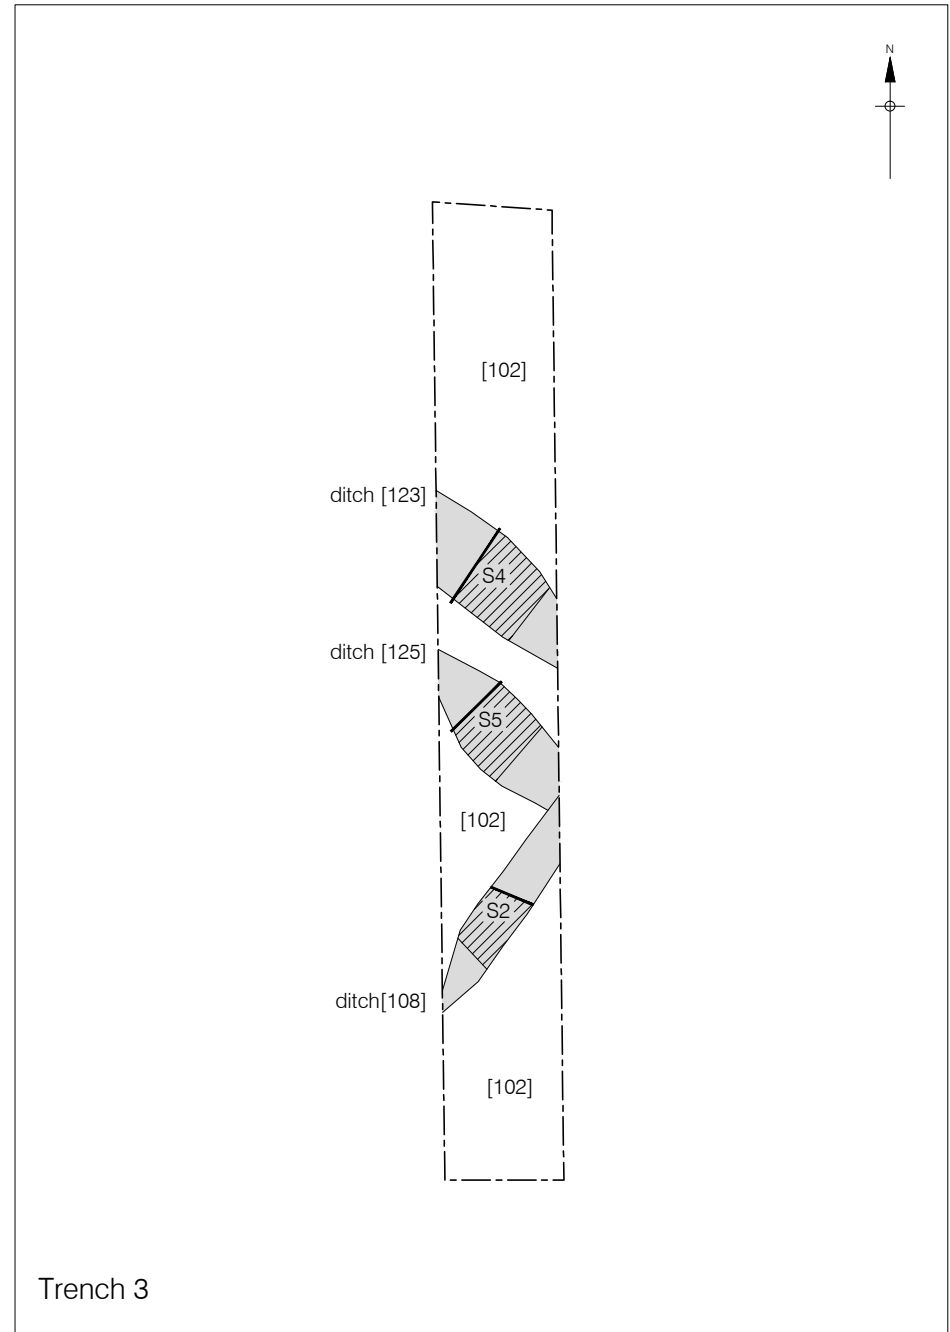 N
[102]
ditch [123]
S4
ditch [125]
S5
[102]
S2
ditch[108]
[102]
Trench 3